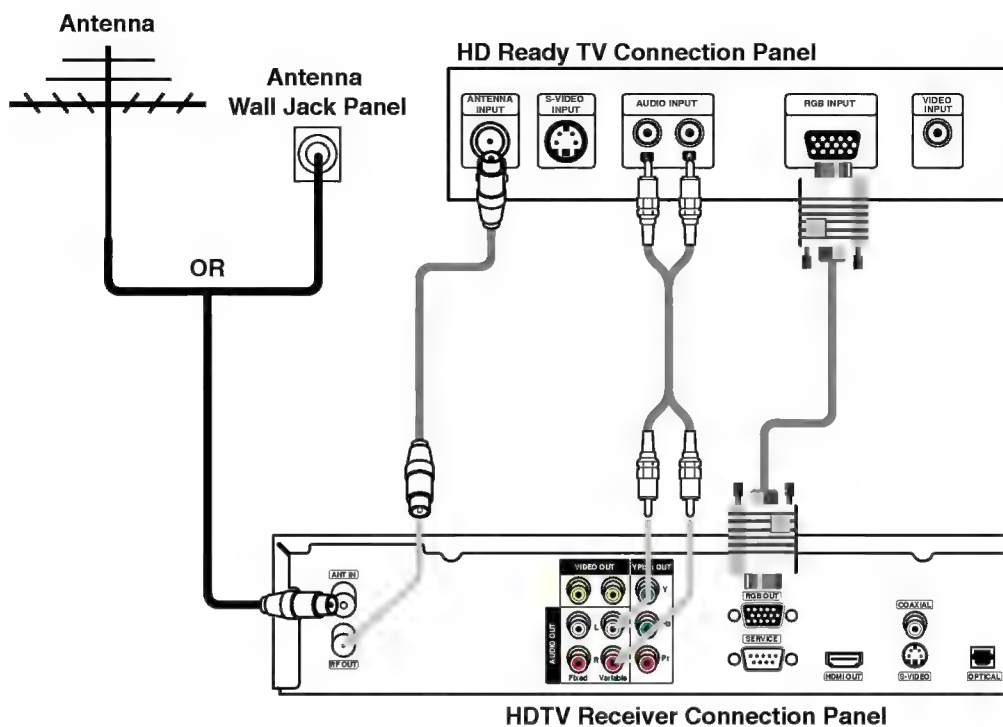 Antenna
Antenna
Wall Jack Panel
OR
HD Ready TV Connection Panel
ANTENNA
INPUT
S-VIDEO
INPUT
AUDIO INPUT
RGB INPUT
VIDEO
INPUT
ANT IN
RF OUT
VIDEO OUT
OUT
Y
AUDIO OUT
L
R
Pr
Fixed
Variable
RGB OUT
SERVICE
HDMI OUT
COAXIAL
S-VIDEO
OPTICAL
HDTV Receiver Connection Panel